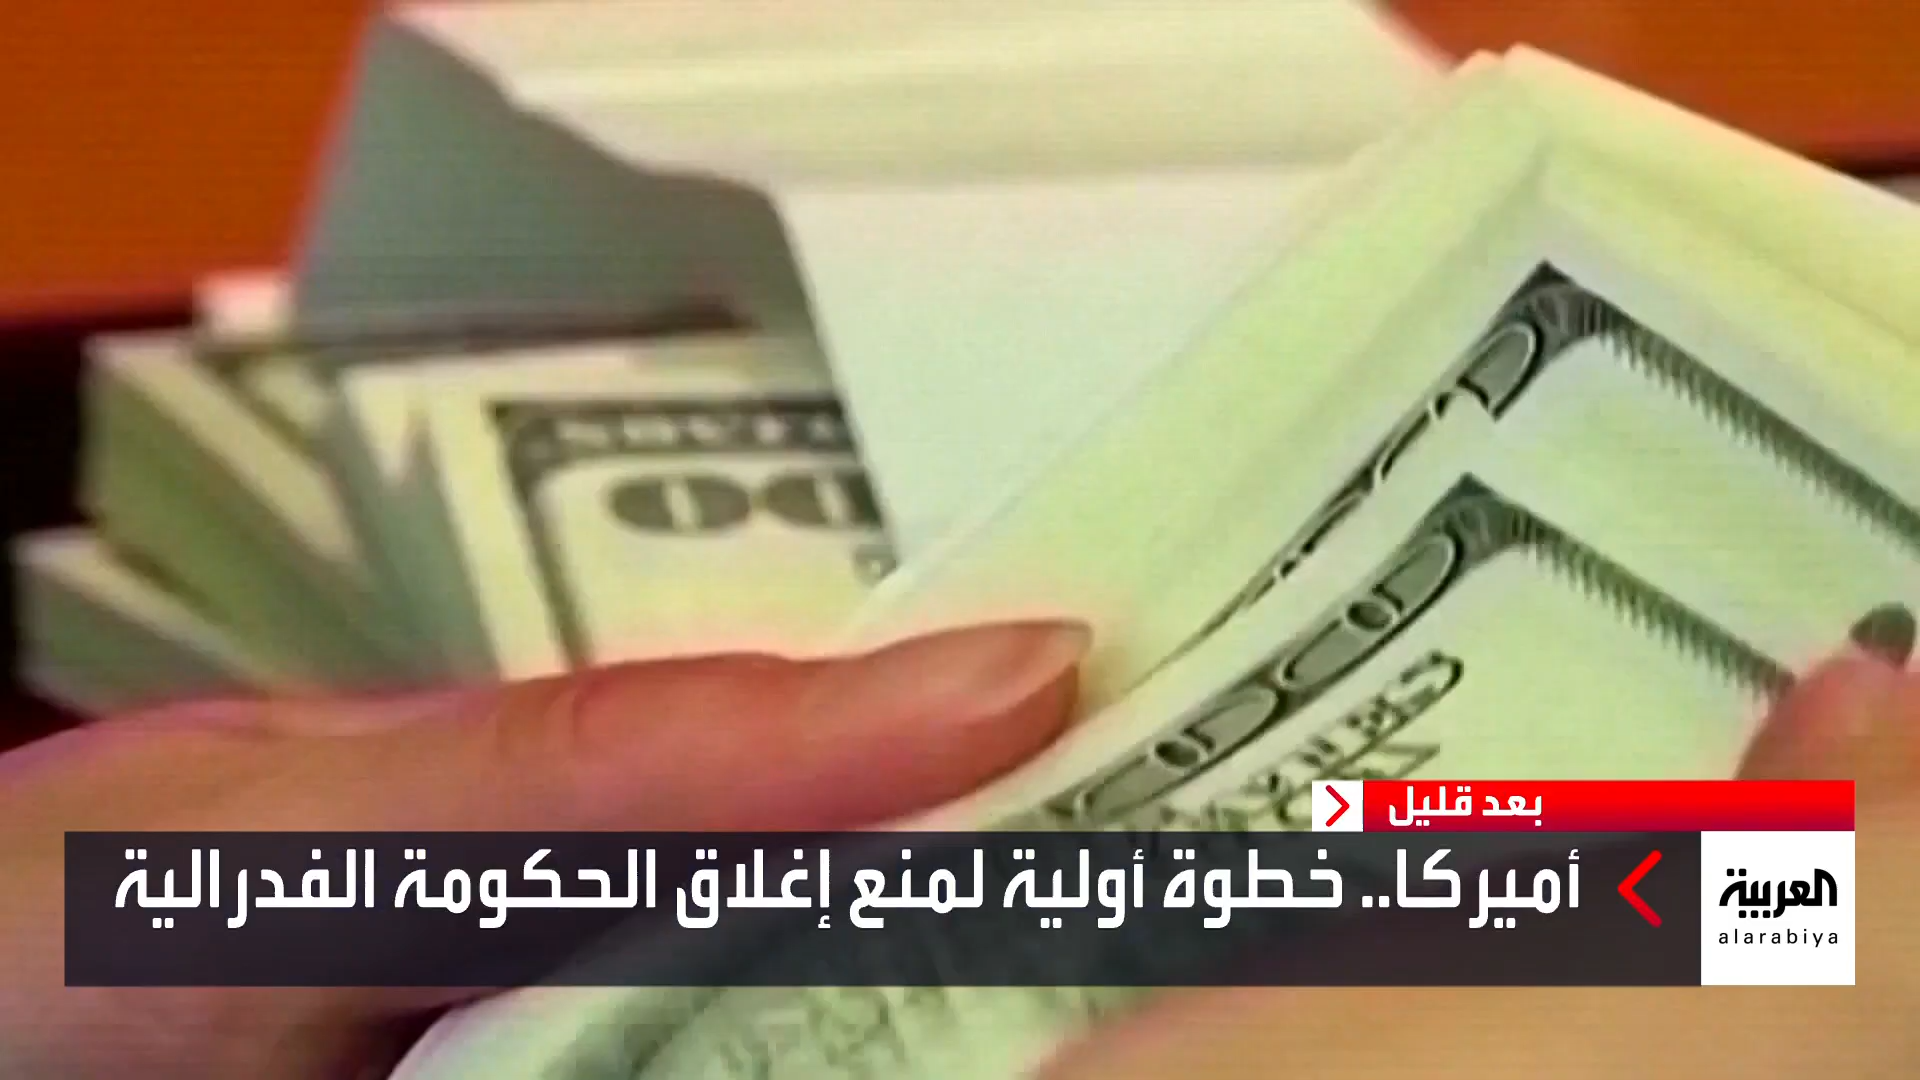 بعد قليل
أميركا.. خطوة أولية لمنع إغلاق الحكومة الفدرالية
العربية
alarabiya